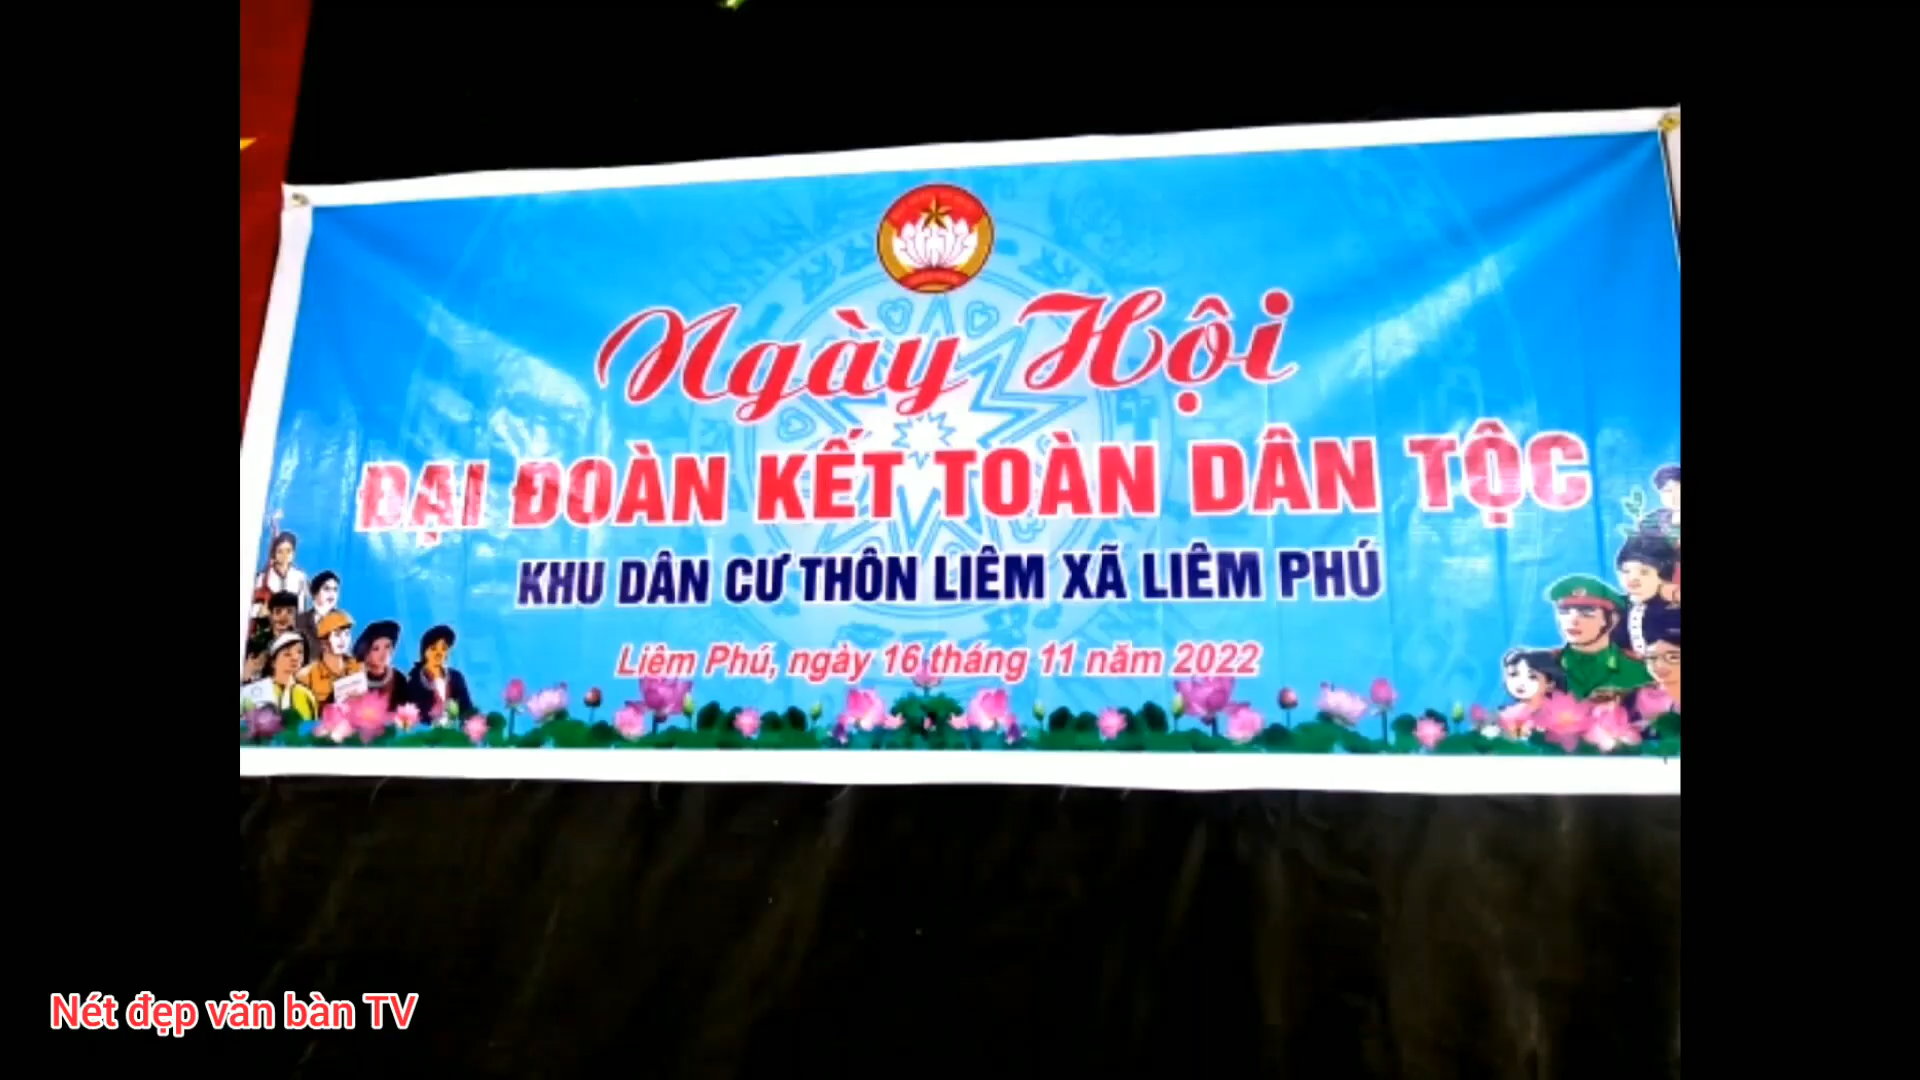 Ngày Hội
ĐẠI ĐOÀN KẾT TOÀN DÂN TỘC
KHU DÂN CƯ THÔN LIÊM XÃ LIÊM PHÚ
Liêm Phú, ngày 16 tháng 11 năm 2022
Nét đẹp văn bàn TV